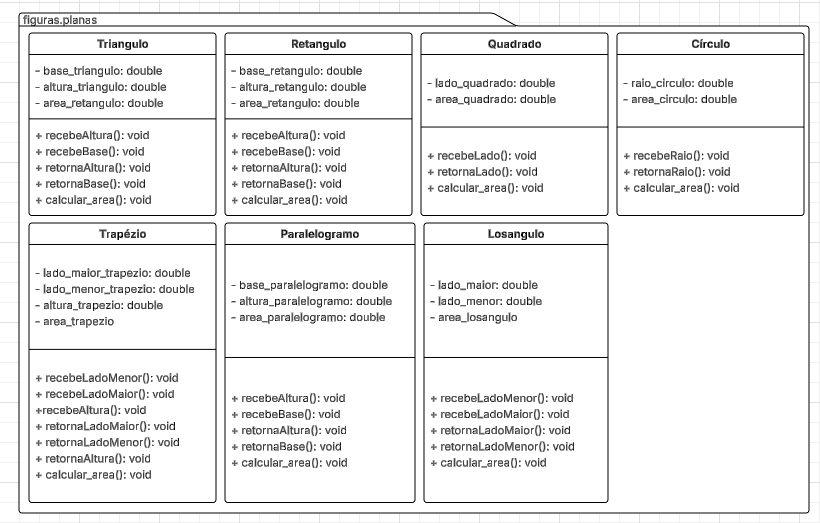 figuras.planas
Triangulo
- base_triangulo: double
- altura_triangulo: double
- area_retangulo: double
+ recebeAltura(): void
+ recebeBase(): void
+ retornaAltura(): void
+ retornaBase(): void
+ calcular_area(): void
Retangulo
- base_retangulo: double
- altura_retangulo: double
- area_retangulo: double
+ recebeAltura(): void
+ recebeBase(): void
+ retornaAltura(): void
+ retornaBase(): void
+ calcular_area(): void
Quadrado
- lado_quadrado: double
- area_quadrado: double
+ recebeLado(): void
+ retornaLado(): void
+ calcular_area(): void
Círculo
- raio_circulo: double
- area_circulo: double
+ recebeRaio(): void
+ retornaRaio(): void
+ calcular_area(): void
Trapézio
- lado_maior_trapezio: double
- lado_menor_trapezio: double
- altura_trapezio: double
- area_trapezio
+ recebeLadoMenor(): void
+ recebeLadoMaior(): void
+recebeAltura(): void
+ retornaLadoMaior(): void
+ retornaLadoMenor(): void
+ retornaAltura(): void
+ calcular_area(): void
Paralelogramo
- base_paralelogramo: double
- altura_paralelogramo: double
- area_paralelogramo: double
+ recebeAltura(): void
+ recebeBase(): void
+ retornaAltura(): void
+ retornaBase(): void
+ calcular_area(): void
Losangulo
- lado_maior: double
- lado_menor: double
- area_losangulo
+ recebeLadoMenor(): void
+ recebeLadoMaior(): void
+ retornaLadoMaior(): void
+ retornaLadoMenor(): void
+ calcular_area(): void